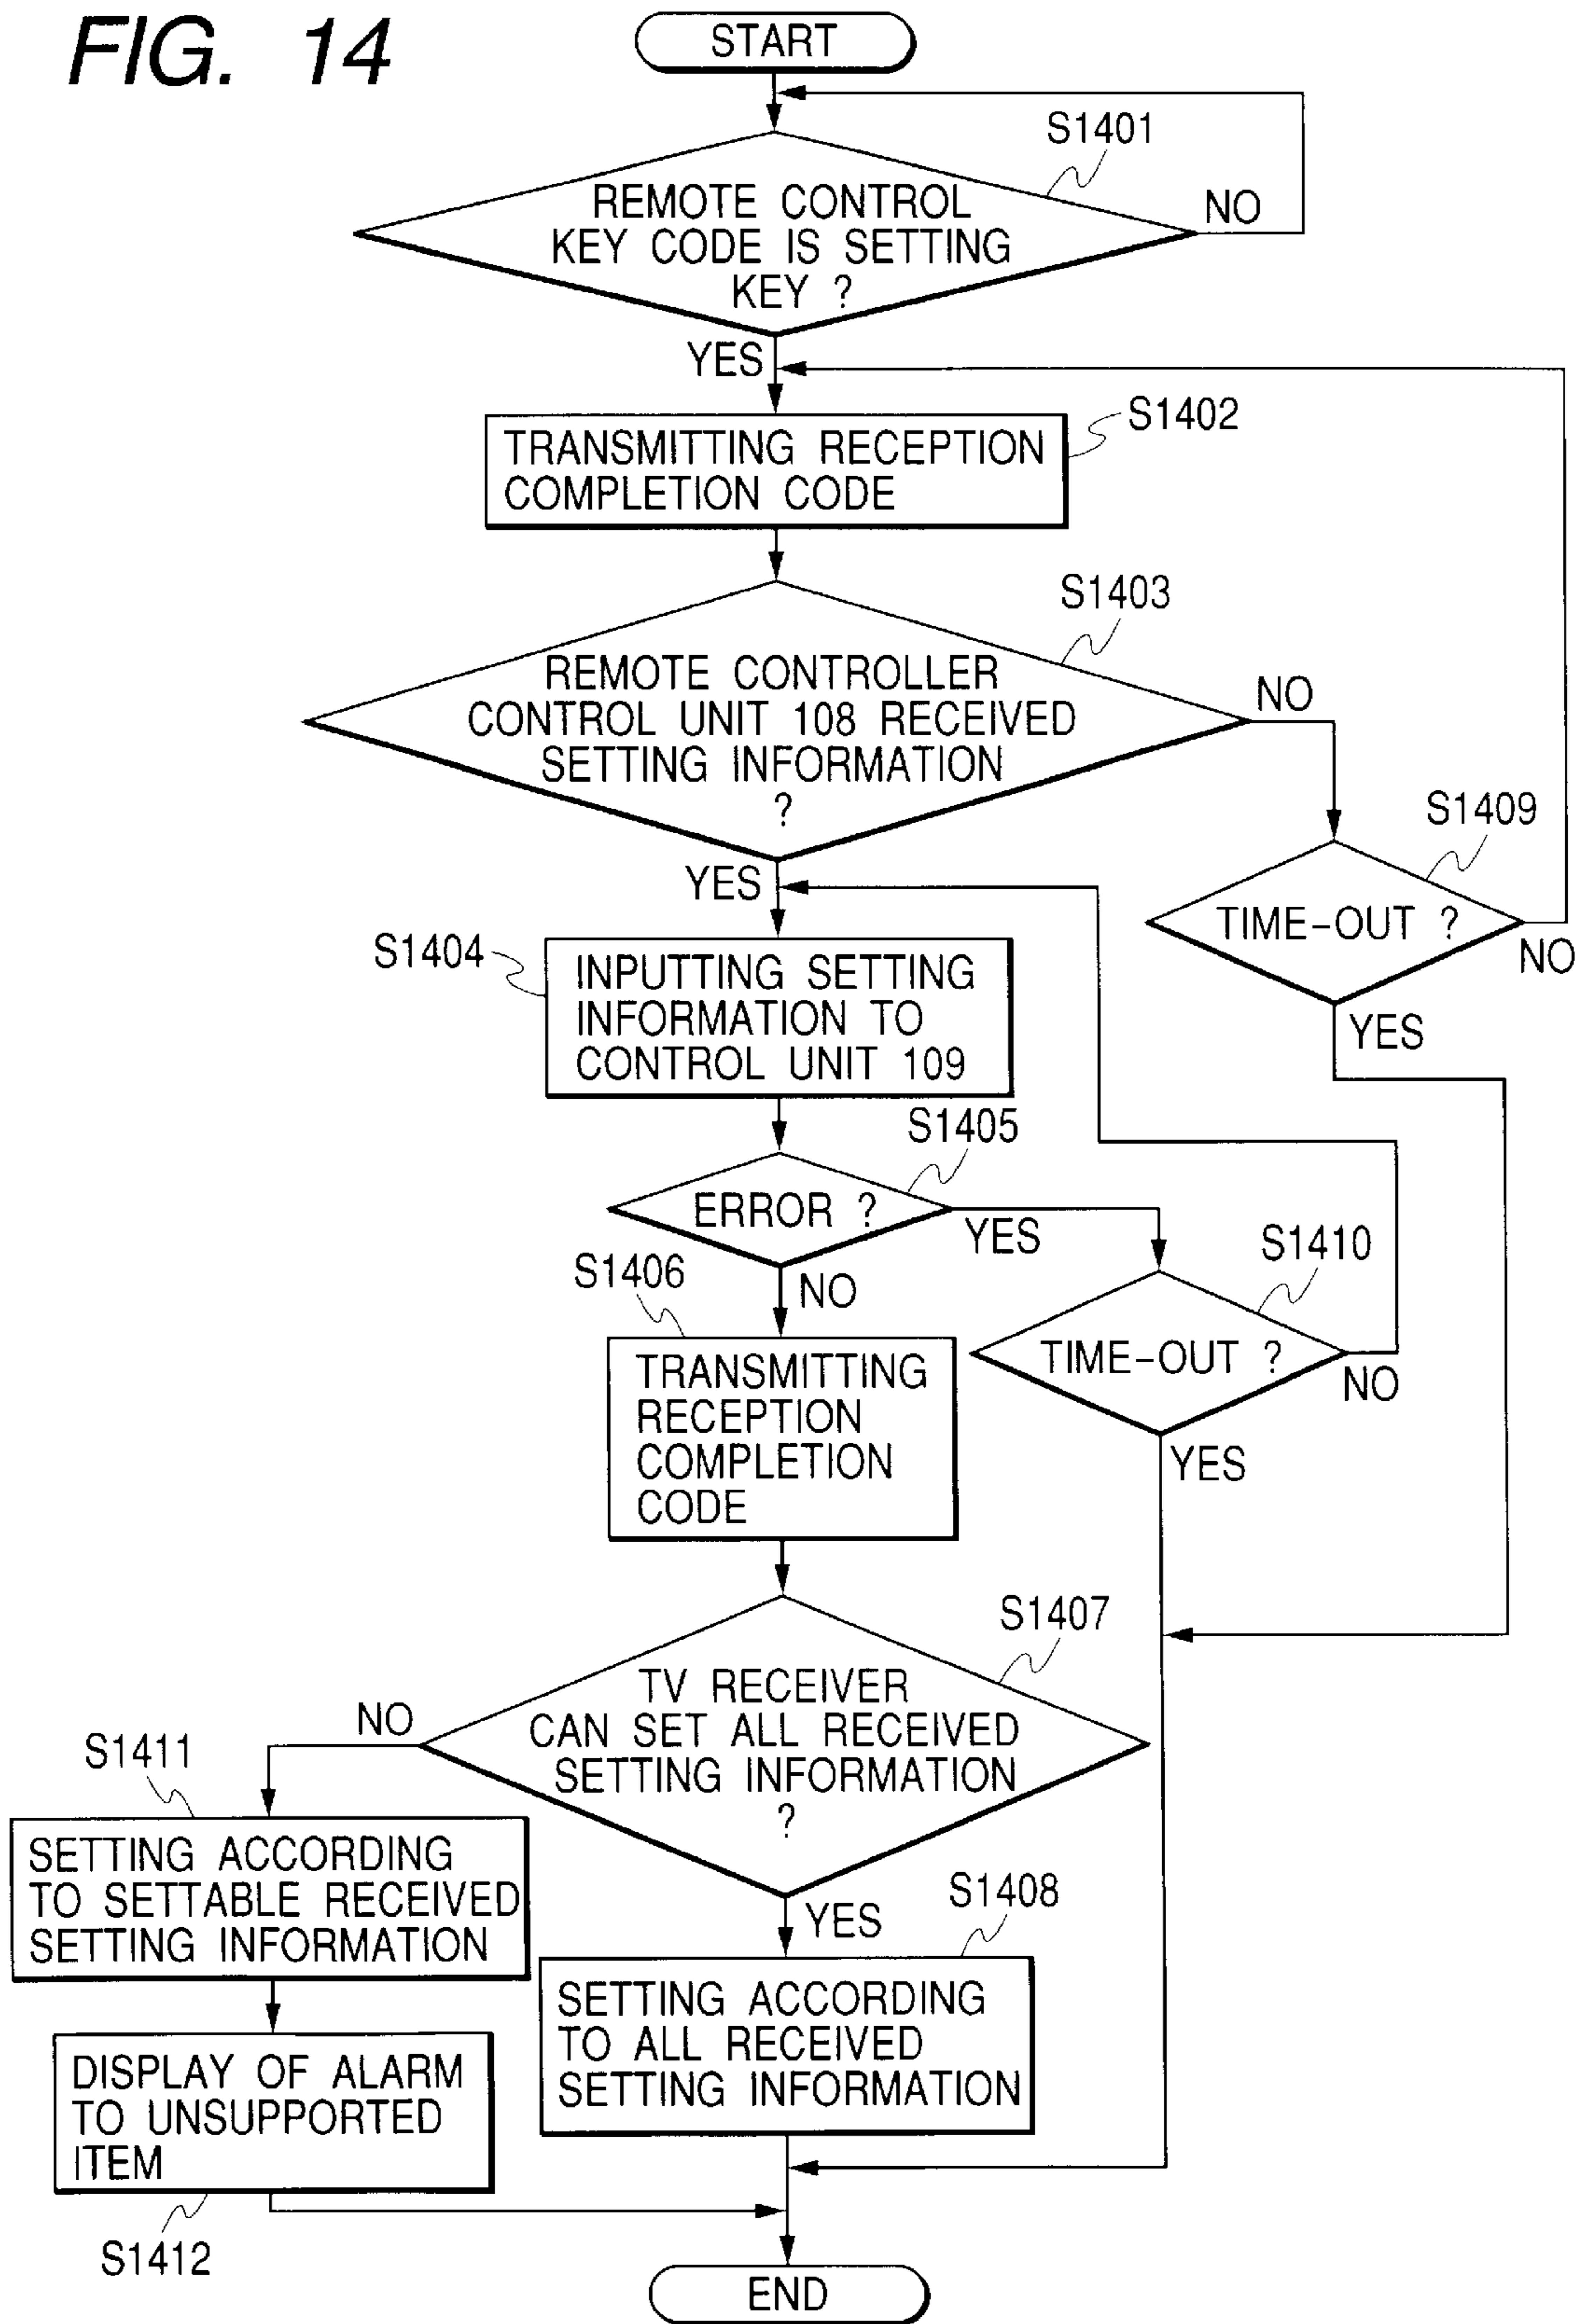 FIG. 14
START
S1401
REMOTE CONTROL
KEY CODE IS SETTING
KEY ?
NO
YES
S1402
TRANSMITTING RECEPTION
COMPLETION CODE
S1403
REMOTE CONTROLLER
CONTROL UNIT 108 RECEIVED
SETTING INFORMATION
?
NO
YES
S1409
TIME-OUT ?
NO
YES
S1404
INPUTTING SETTING
INFORMATION TO
CONTROL UNIT 109
S1405
ERROR ?
YES
NO
S1410
TIME-OUT ?
NO
YES
S1406
TRANSMITTING
RECEPTION
COMPLETION
CODE
S1407
TV RECEIVER
CAN SET ALL RECEIVED
SETTING INFORMATION
?
NO
YES
S1411
SETTING ACCORDING
TO SETTABLE RECEIVED
SETTING INFORMATION
S1408
SETTING ACCORDING
TO ALL RECEIVED
SETTING INFORMATION
DISPLAY OF ALARM
TO UNSUPPORTED
ITEM
S1412
END